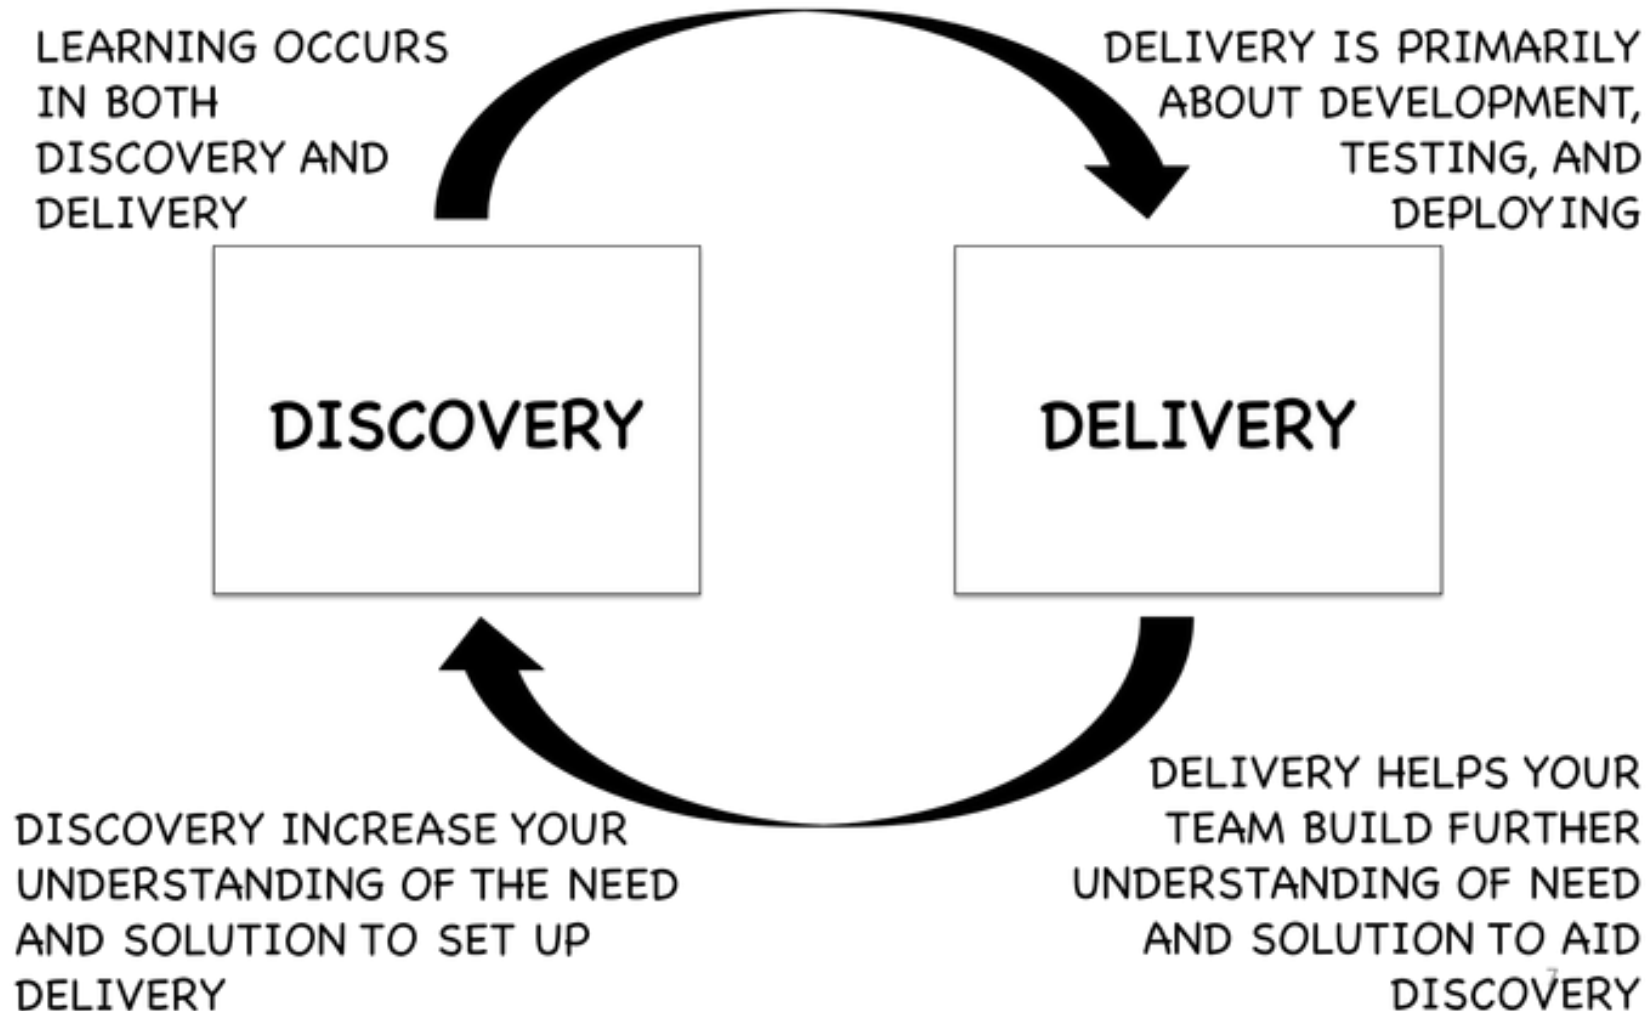 LEARNING OCCURS
IN BOTH
DISCOVERY AND
DELIVERY
DELIVERY IS PRIMARILY
ABOUT DEVELOPMENT,
TESTING, AND
DEPLOYING
DISCOVERY
DELIVERY
DISCOVERY INCREASE YOUR
UNDERSTANDING OF THE NEED
AND SOLUTION TO SET UP
DELIVERY
DELIVERY HELPS YOUR
TEAM BUILD FURTHER
UNDERSTANDING OF NEED
AND SOLUTION TO AID
DISCOVERY
7